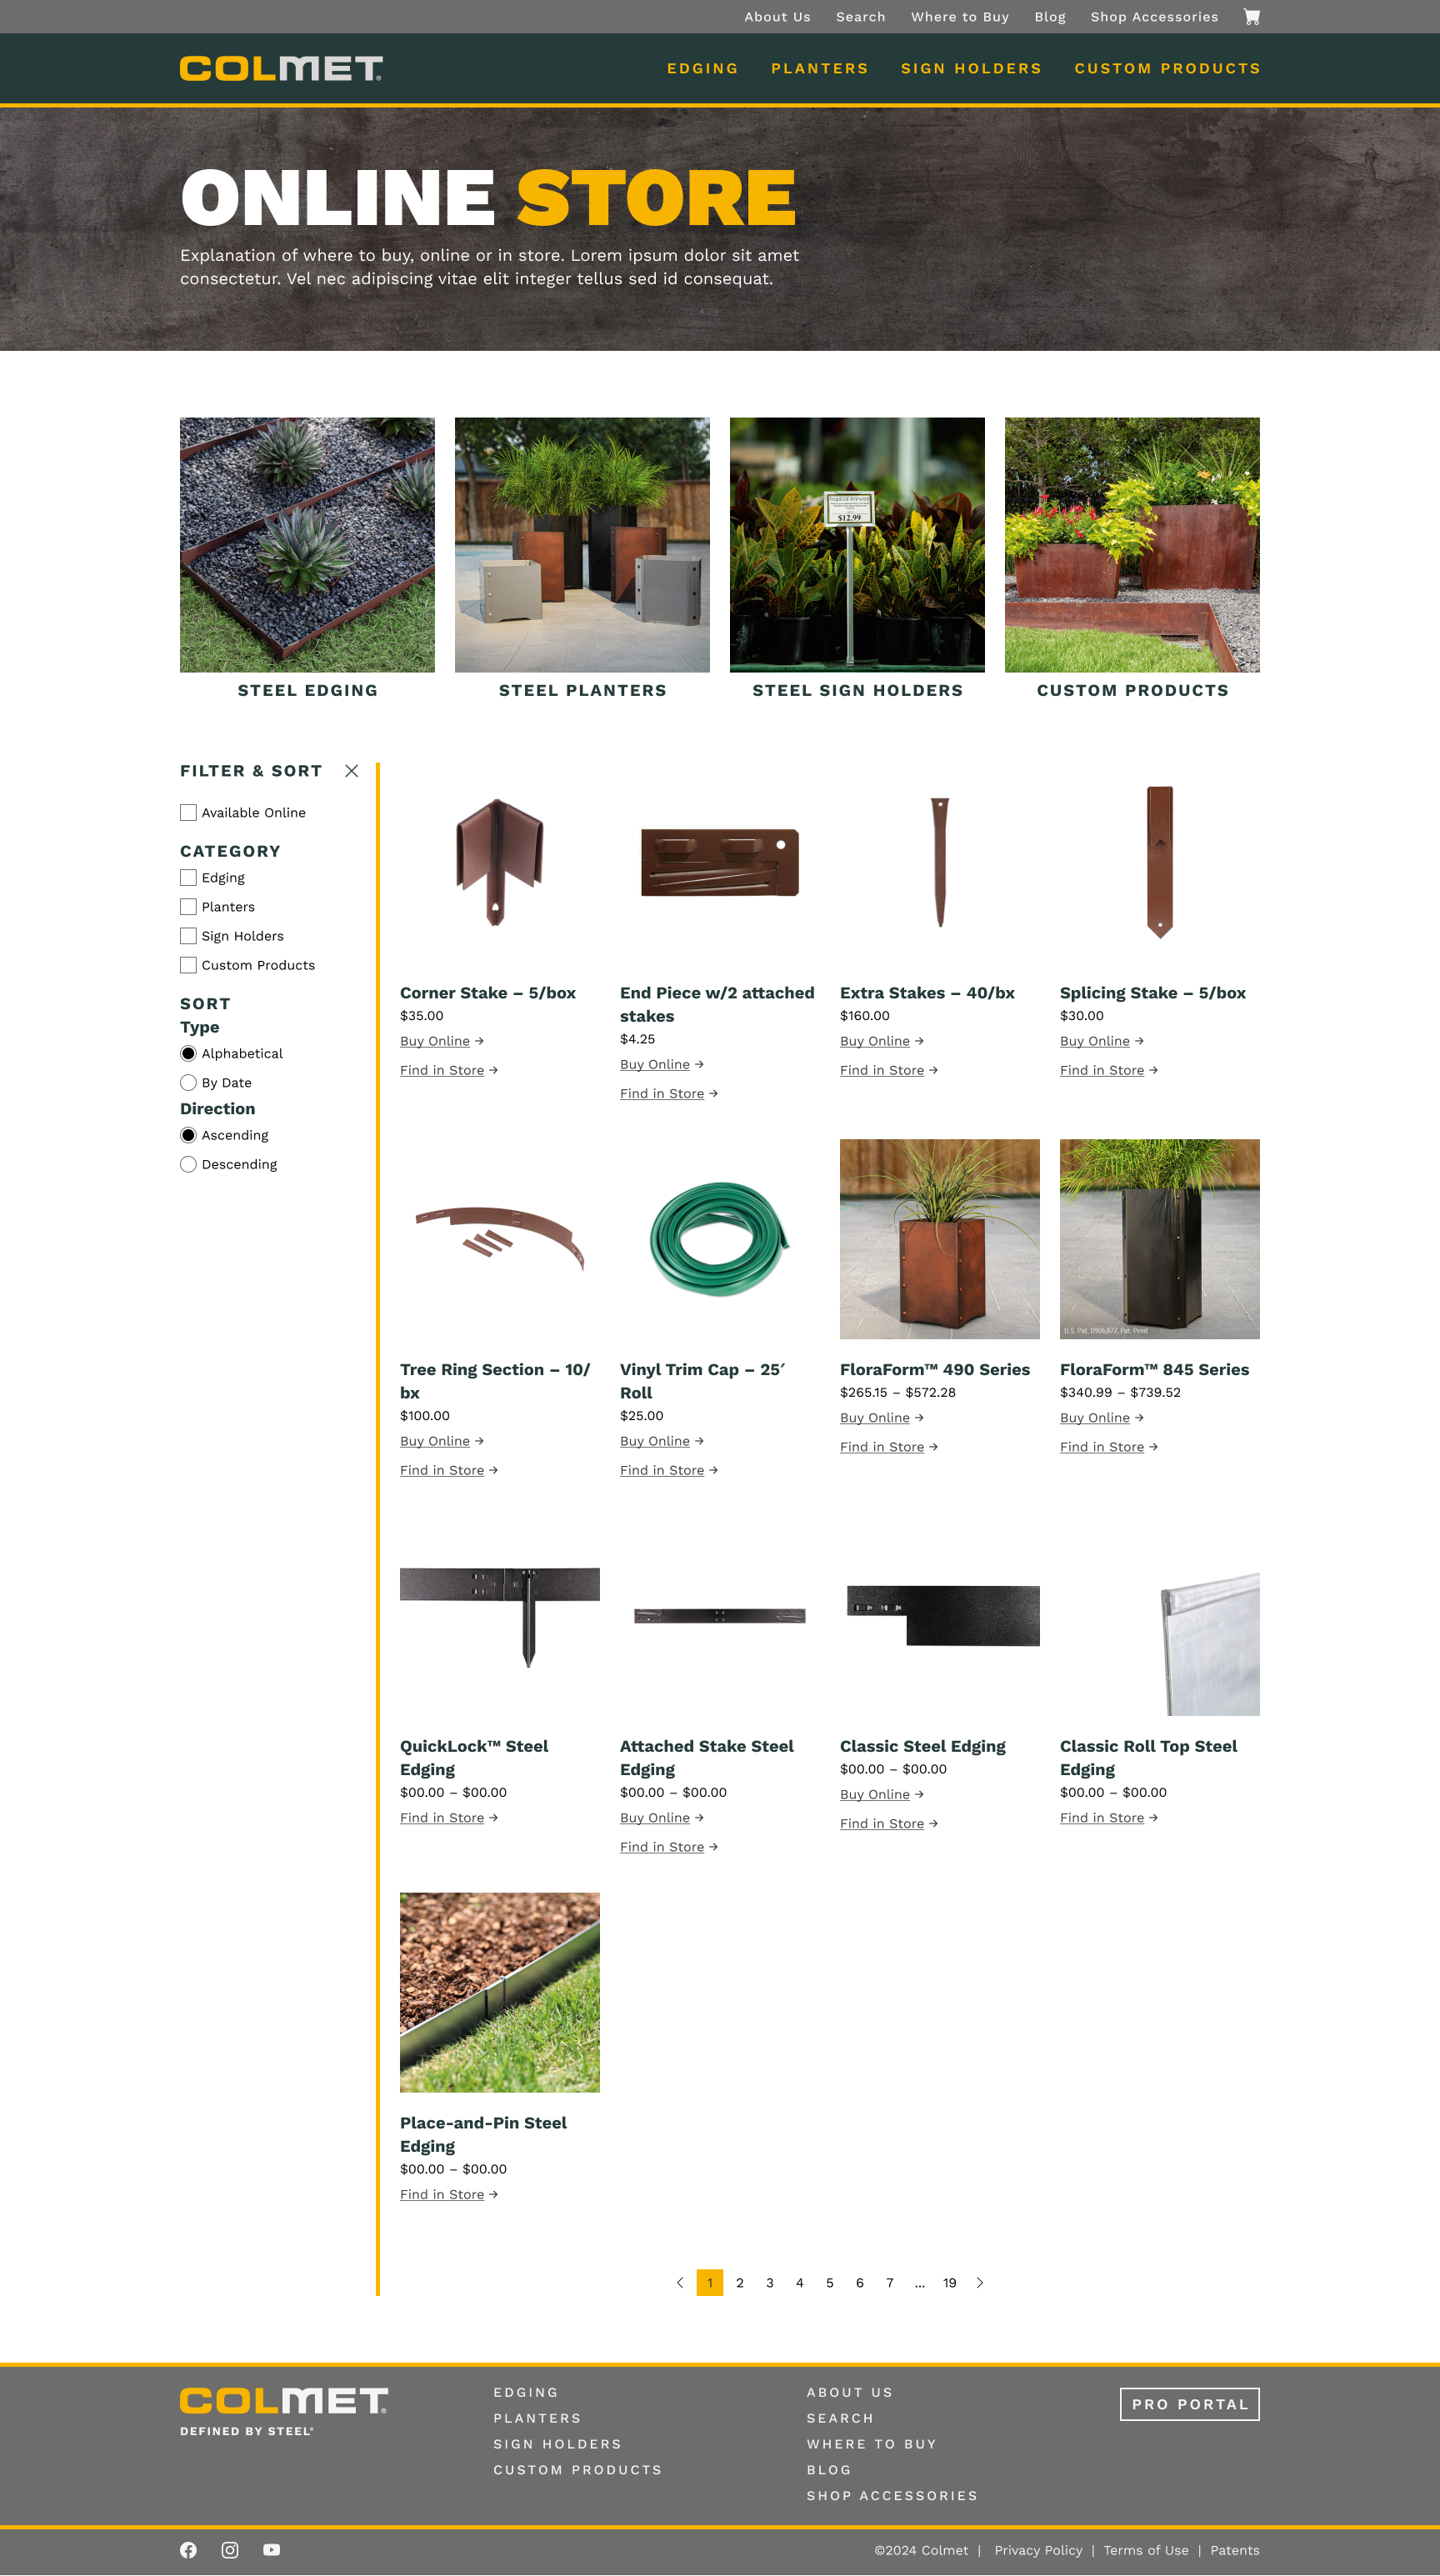 About Us Search Where to Buy Blog Shop Accessories
COLMET®
EDGING PLANTERS SIGN HOLDERS CUSTOM PRODUCTS
ONLINE STORE
Explanation of where to buy, online or in store. Lorem ipsum dolor sit amet
consectetur. Vel nec adipiscing vitae elit integer tellus sed id consequat.
Tropical Annuals
$12.99
STEEL EDGING
STEEL PLANTERS
STEEL SIGN HOLDERS
CUSTOM PRODUCTS
FILTER & SORT
Available Online
CATEGORY
Edging
Planters
Sign Holders
Custom Products
SORT
Type
Alphabetical
By Date
Direction
Ascending
Descending
Corner Stake – 5/box
$35.00
Buy Online →
Find in Store →
End Piece w/2 attached
stakes
$4.25
Buy Online →
Find in Store →
Extra Stakes – 40/bx
$160.00
Buy Online →
Find in Store →
Splicing Stake – 5/box
$30.00
Buy Online →
Find in Store →
Tree Ring Section – 10/
bx
$100.00
Buy Online →
Find in Store →
Vinyl Trim Cap – 25′
Roll
$25.00
Buy Online →
Find in Store →
FloraForm™ 490 Series
$265.15 – $572.28
Buy Online →
Find in Store →
U.S. Pat. D906,877, Pat. Pend
FloraForm™ 845 Series
$340.99 – $739.52
Buy Online →
Find in Store →
QuickLock™ Steel
Edging
$00.00 – $00.00
Find in Store →
Attached Stake Steel
Edging
$00.00 – $00.00
Buy Online →
Find in Store →
Classic Steel Edging
$00.00 – $00.00
Buy Online →
Find in Store →
Classic Roll Top Steel
Edging
$00.00 – $00.00
Find in Store →
Place-and-Pin Steel
Edging
$00.00 – $00.00
Find in Store →
1 2 3 4 5 6 7 ... 19
COLMET®
DEFINED BY STEEL®
EDGING
PLANTERS
SIGN HOLDERS
CUSTOM PRODUCTS
ABOUT US
SEARCH
WHERE TO BUY
BLOG
SHOP ACCESSORIES
PRO PORTAL
©2024 Colmet | Privacy Policy | Terms of Use | Patents